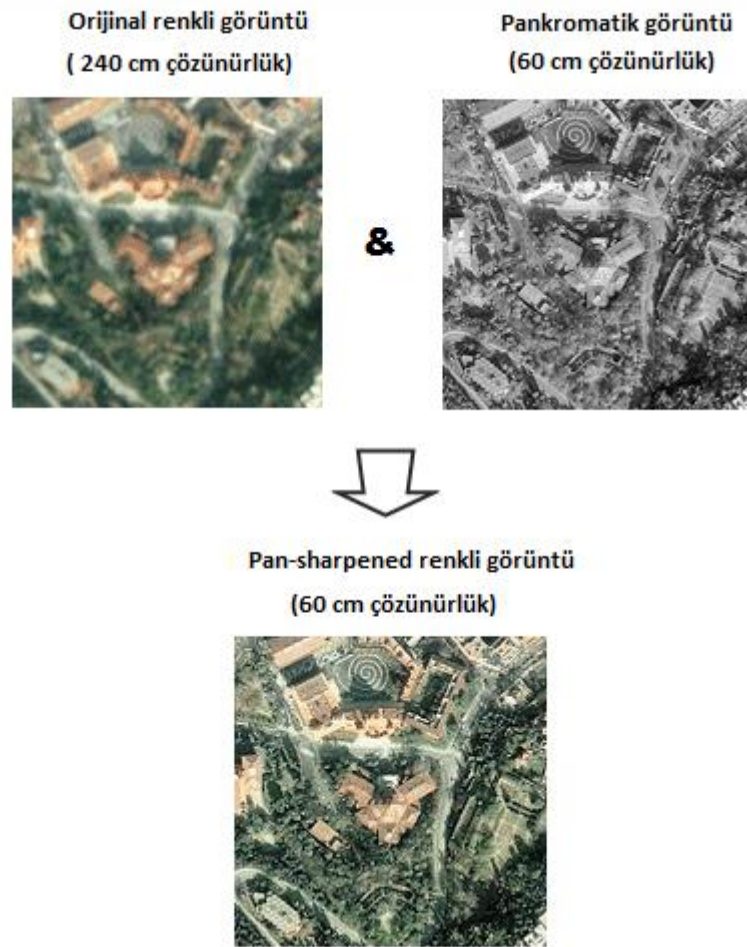 Orijinal renkli görüntü
( 240 cm çözünürlük)
Pankromatik görüntü
(60 cm çözünürlük)
&
Pan-sharpened renkli görüntü
(60 cm çözünürlük)